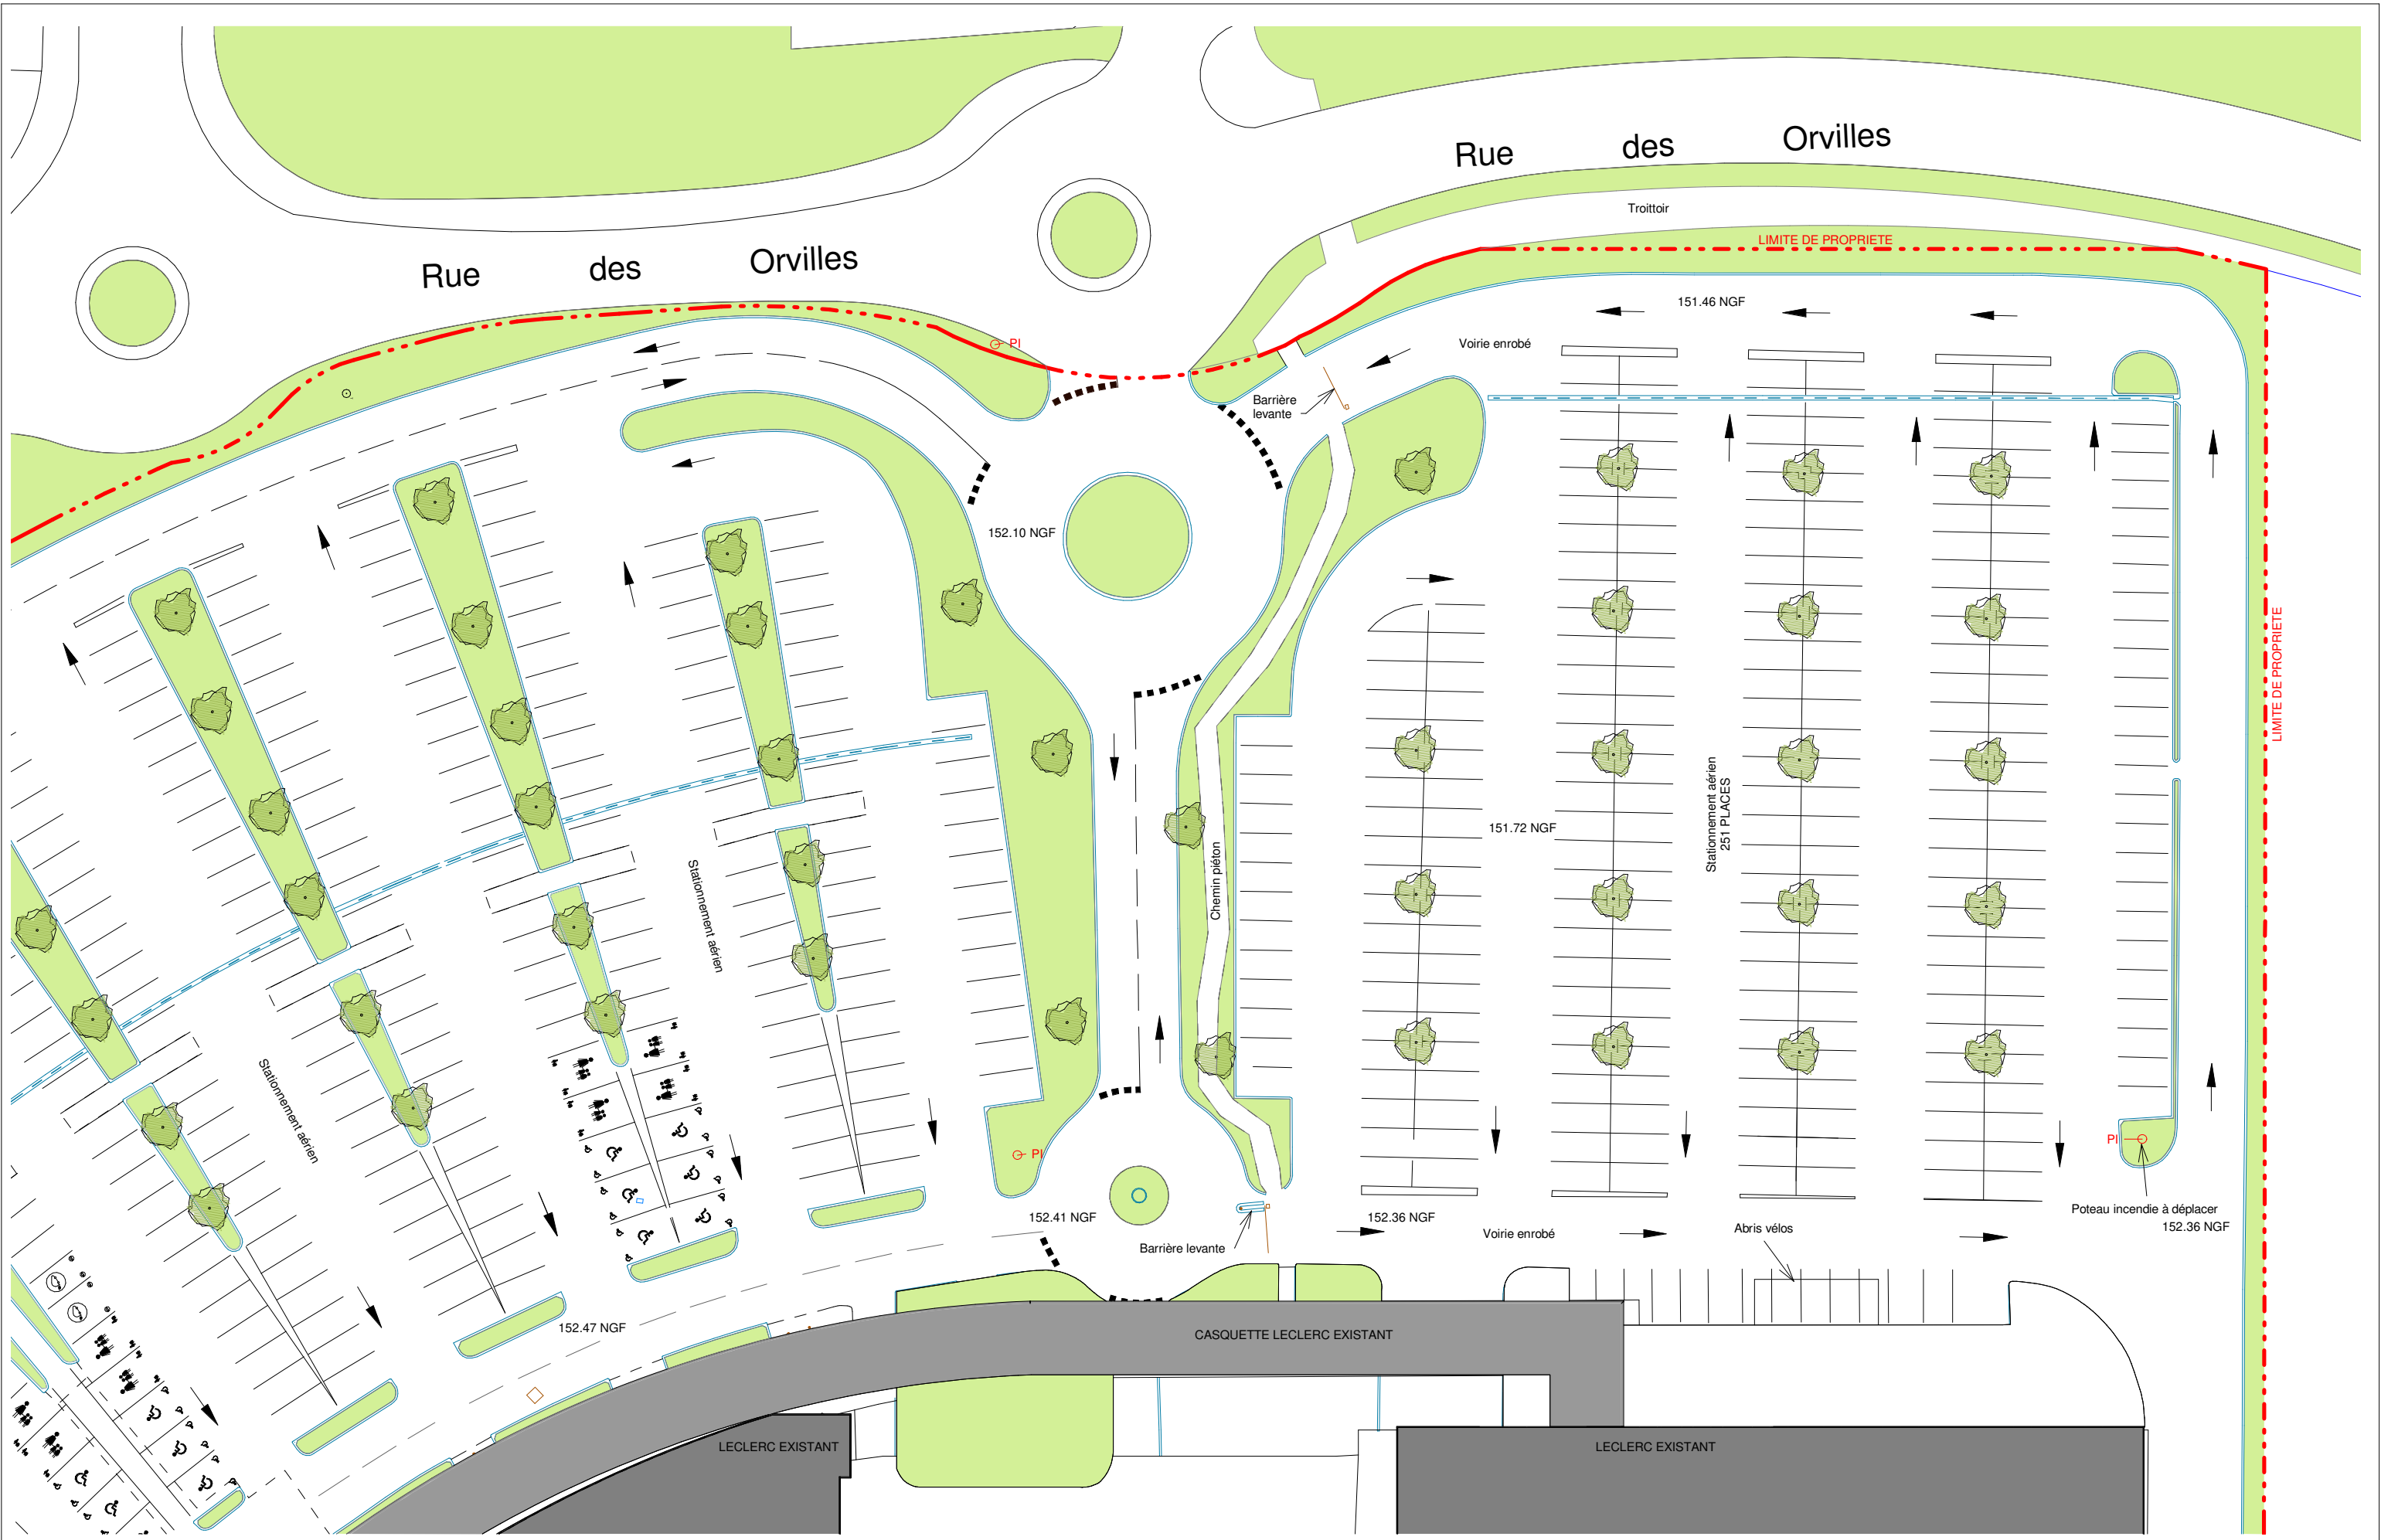 Rue des Orvilles
Troittoir
LIMITE DE PROPRIETE
Rue des Orvilles
151.46 NGF
PI
Voirie enrobé
Barrière
levante
152.10 NGF
LIMITE DE PROPRIETE
Stationnement aérien
251 PLACES
151.72 NGF
Chemin piéton
Stationnement aérien
Stationnement aérien
PI
PI
Poteau incendie à déplacer
152.36 NGF
152.41 NGF
152.36 NGF
Abris vélos
Voirie enrobé
Barrière levante
152.47 NGF
CASQUETTE LECLERC EXISTANT
LECLERC EXISTANT
LECLERC EXISTANT